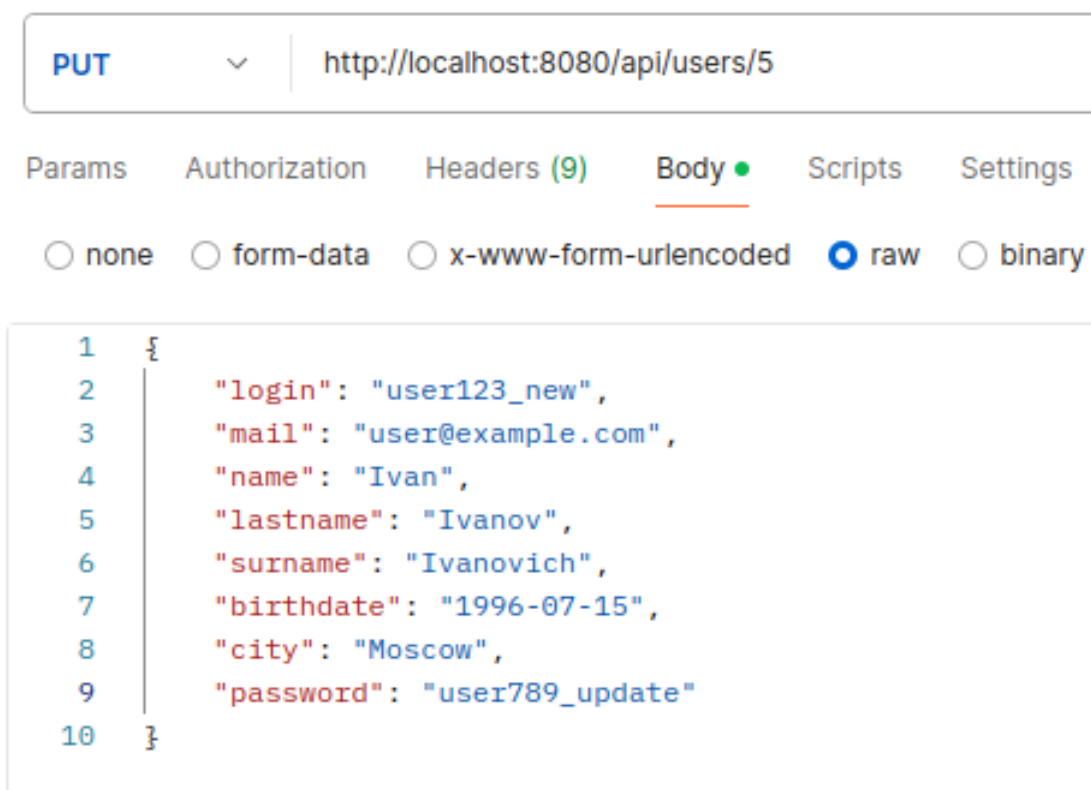 PUT http://localhost:8080/api/users/5
Params Authorization Headers (9) Body Scripts Settings
none form-data x-www-form-urlencoded raw binary
1 {
2 "login": "user123_new",
3 "mail": "user@example.com",
4 "name": "Ivan",
5 "lastname": "Ivanov",
6 "surname": "Ivanovich",
7 "birthdate": "1996-07-15",
8 "city": "Moscow",
9 "password": "user789_update"
10 }